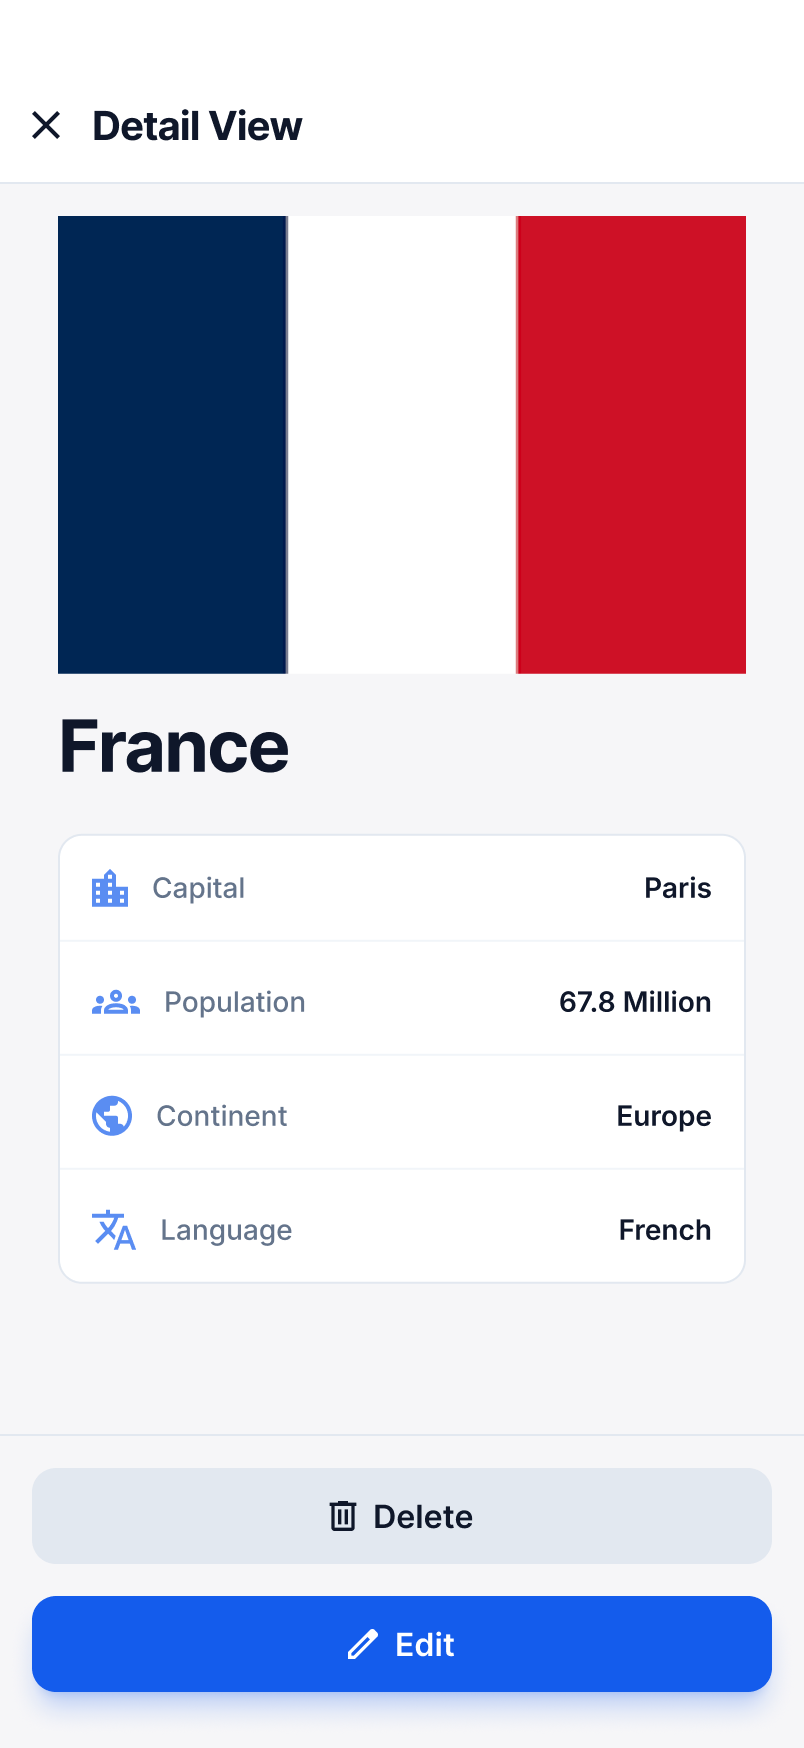 Detail View
France
Capital Paris
Population 67.8 Million
Continent Europe
Language French
Delete
Edit